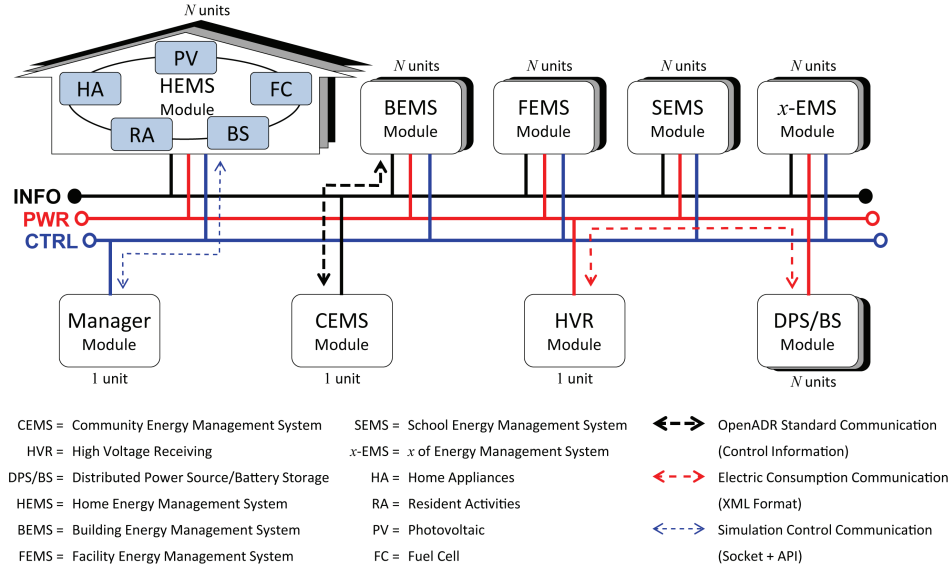 N units
PV
HA
HEMS
Module
FC
RA
BS
N units
BEMS
Module
N units
FEMS
Module
N units
SEMS
Module
N units
x-EMS
Module
INFO
PWR
CTRL
Manager
Module
1 unit
CEMS
Module
1 unit
HVR
Module
1 unit
DPS/BS
Module
N units
CEMS = Community Energy Management System
HVR = High Voltage Receiving
DPS/BS = Distributed Power Source/Battery Storage
HEMS = Home Energy Management System
BEMS = Building Energy Management System
FEMS = Facility Energy Management System
SEMS = School Energy Management System
x-EMS = x of Energy Management System
HA = Home Appliances
RA = Resident Activities
PV = Photovoltaic
FC = Fuel Cell
OpenADR Standard Communication
(Control Information)
Electric Consumption Communication
(XML Format)
Simulation Control Communication
(Socket + API)